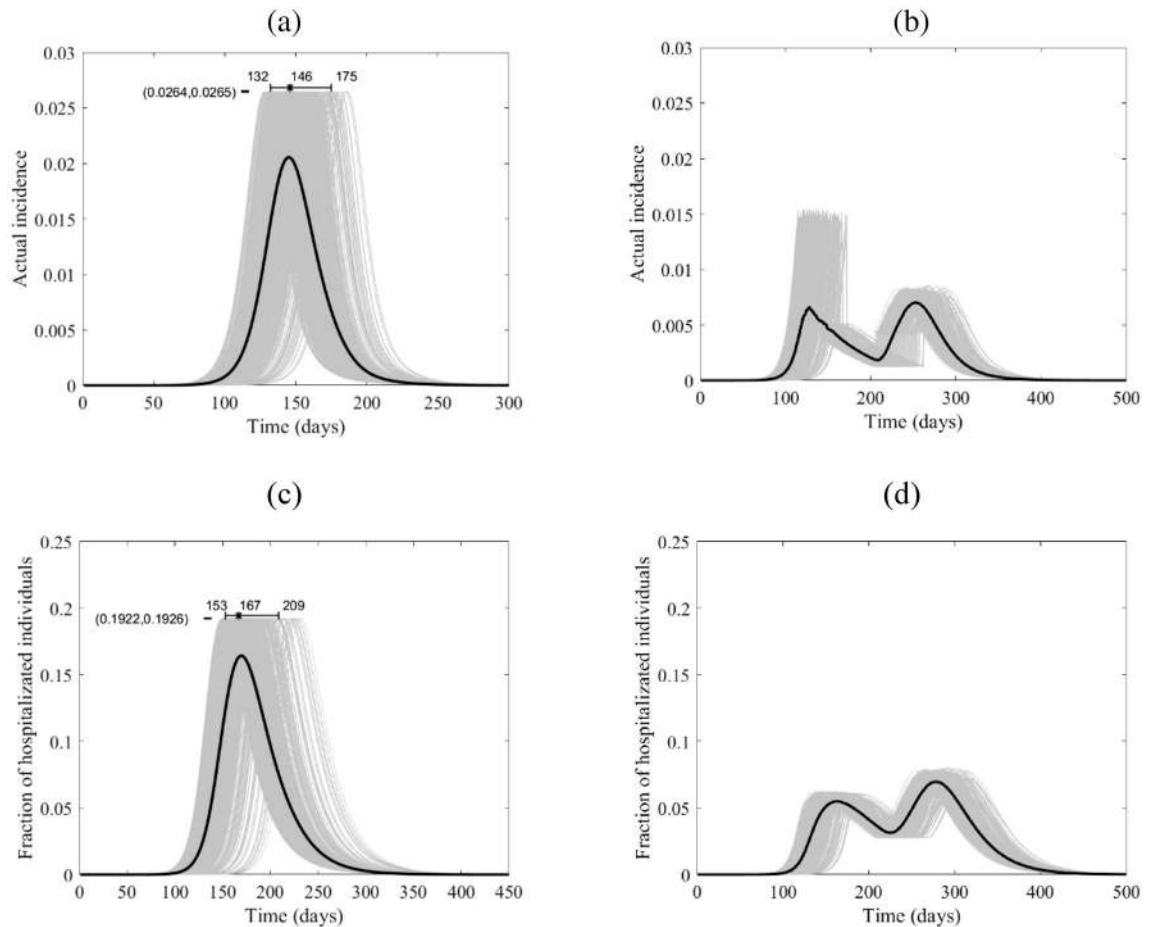 (a)
0.03
0.025
0.02
0.015
0.01
0.005
0
Actual incidence
132 146 175
(0.0264,0.0265)
0 50 100 150 200 250 300
Time (days)
(b)
0.03
0.025
0.02
0.015
0.01
0.005
0
Actual incidence
0 100 200 300 400 500
Time (days)
(c)
0.25
0.2
0.15
0.1
0.05
0
Fraction of hospitalizated individuals
153 167 209
(0.1922,0.1926)
0 50 100 150 200 250 300 350 400 450
Time (days)
(d)
0.25
0.2
0.15
0.1
0.05
0
Fraction of hospitalizated individuals
0 100 200 300 400 500
Time (days)